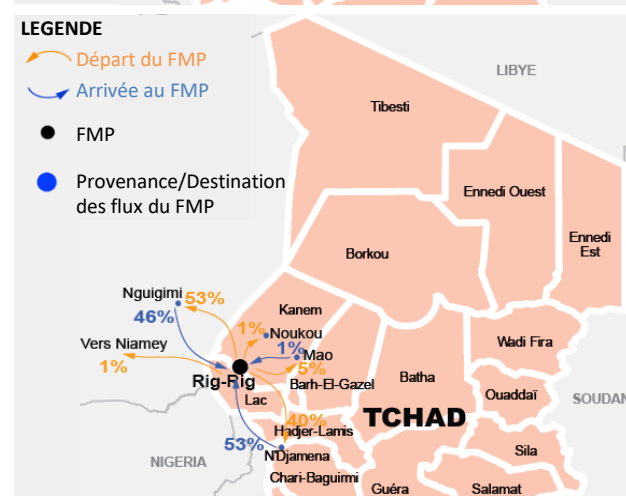 LEGENDE
Départ du FMP
Arrivée au FMP
FMP
Provenance/Destination
des flux du FMP
LIBYE
Tibesti
Ennedi Ouest
Ennedi
Est
Borkou
Nguigimi
53%
46%
Kanem
1%
Noukou
Vers Niamey
1%
1%
Mao
5%
Wadi Fira
Rig-Rig
Barh-El-Gazel
Batha
Lac
Ouaddaï
SOUDAN
TCHAD
40%
Hadjer-Lamis
53%
N'Djamena
Sila
NIGERIA
Chari-Baguirmi
Guéra
Salamat